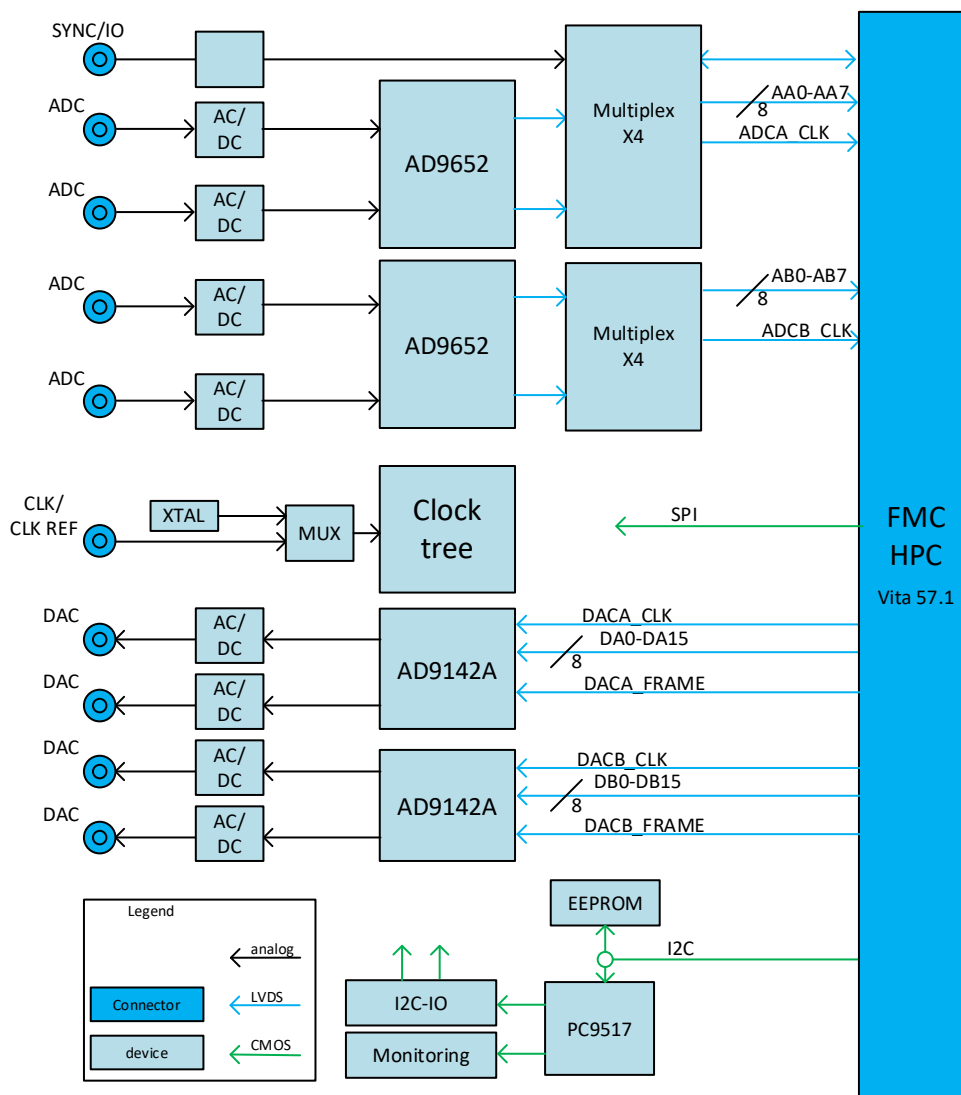 SYNC/IO
ADC
AC/
DC
ADC
AC/
DC
AD9652
Multiplex
X4
AA0-AA7
8
ADCA_CLK
ADC
AC/
DC
ADC
AC/
DC
AD9652
Multiplex
X4
AB0-AB7
8
ADCB_CLK
CLK/
CLK REF
XTAL
MUX
Clock
tree
SPI
FMC
HPC
Vita 57.1
DAC
AC/
DC
DAC
AC/
DC
AD9142A
DACA_CLK
DA0-DA15
8
DACA_FRAME
DAC
AC/
DC
DAC
AC/
DC
AD9142A
DACB_CLK
DB0-DB15
8
DACB_FRAME
Legend
analog
Connector
LVDS
device
CMOS
EEPROM
I2C
I2C-IO
Monitoring
PC9517